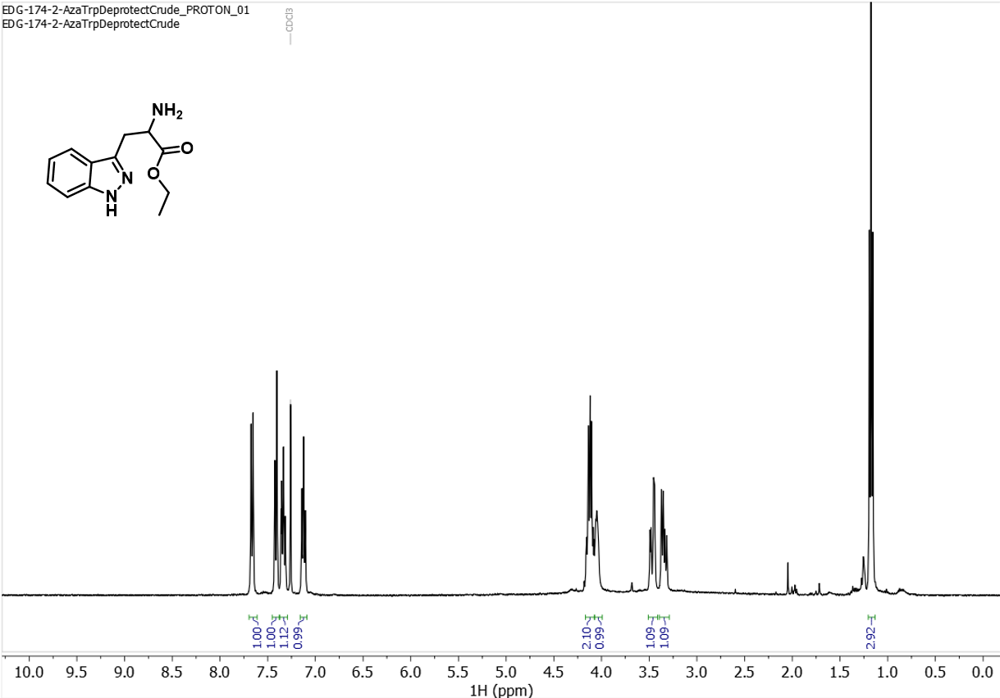 EDG-174-2-AzaTrpDeprotectCrude_PROTON_01
EDG-174-2-AzaTrpDeprotectCrude
CDCl3
NH2
O
O
N
N
H
1.00
1.00
1.12
0.99
2.10
0.99
1.09
1.09
2.92
10.0 9.5 9.0 8.5 8.0 7.5 7.0 6.5 6.0 5.5 5.0 4.5 4.0 3.5 3.0 2.5 2.0 1.5 1.0 0.5 0.0
1H (ppm)